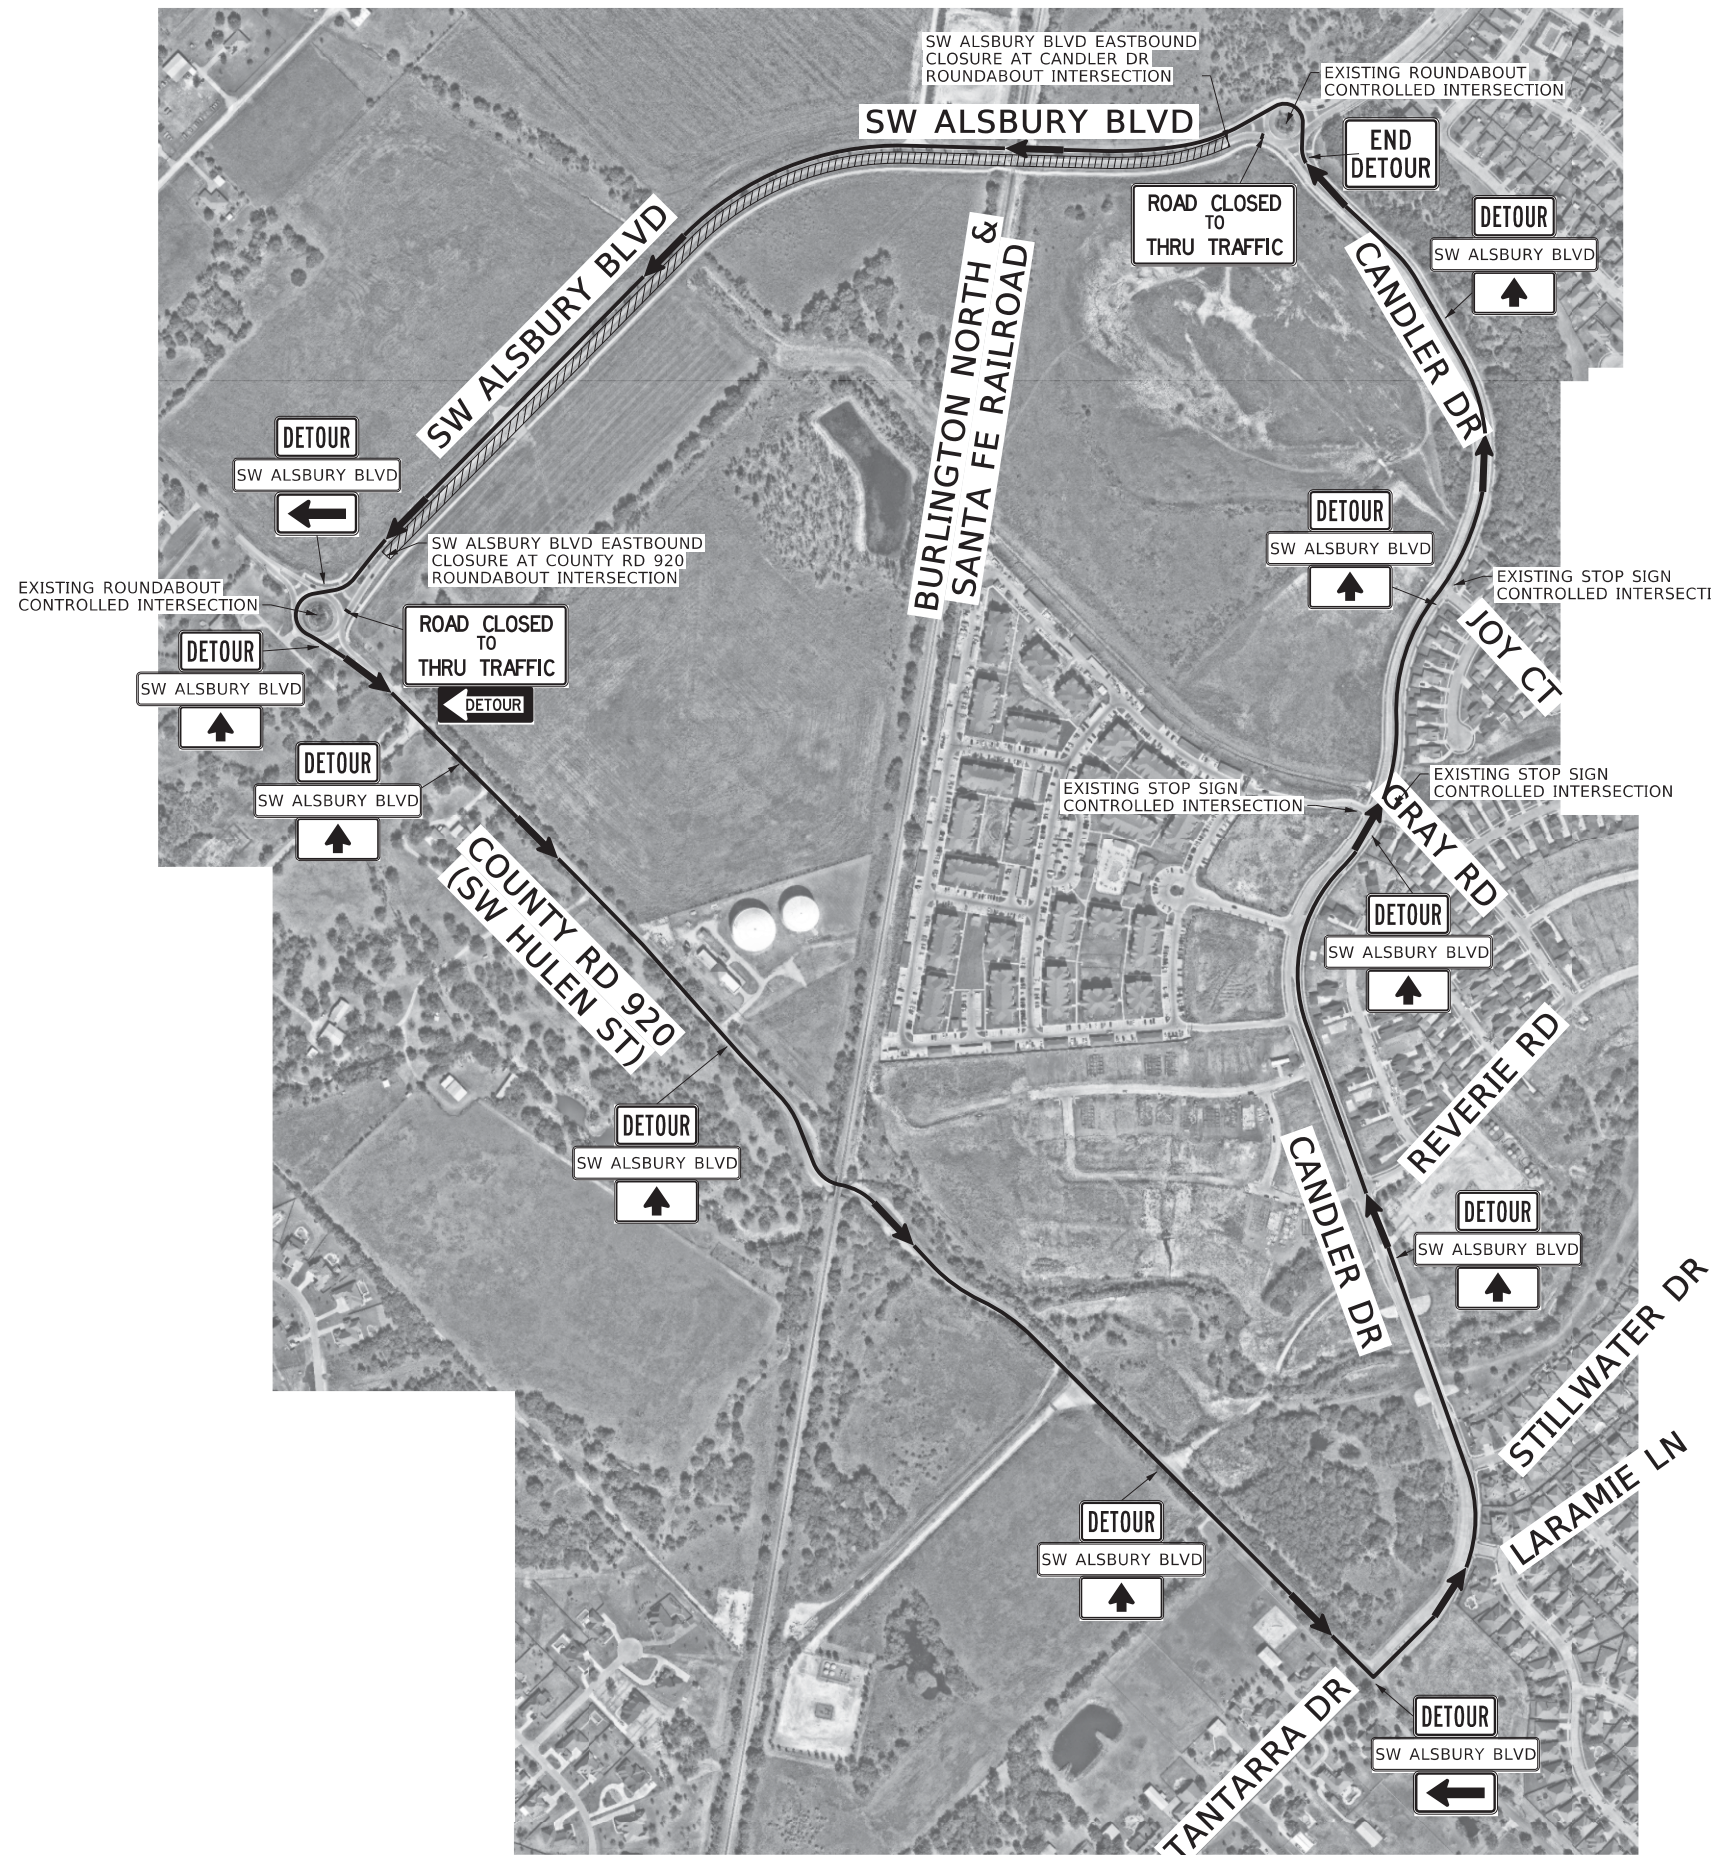 SW ALSBURY BLVD EASTBOUND
CLOSURE AT CANDLER DR
ROUNDABOUT INTERSECTION
EXISTING ROUNDABOUT
CONTROLLED INTERSECTION
SW ALSBURY BLVD
END
DETOUR
ROAD CLOSED
TO
THRU TRAFFIC
DETOUR
SW ALSBURY BLVD
SW ALSBURY BLVD
BURLINGTON NORTH &
SANTA FE RAILROAD
CANDLER DR
DETOUR
SW ALSBURY BLVD
SW ALSBURY BLVD EASTBOUND
CLOSURE AT COUNTY RD 920
ROUNDABOUT INTERSECTION
DETOUR
SW ALSBURY BLVD
EXISTING ROUNDABOUT
CONTROLLED INTERSECTION
EXISTING STOP SIGN
CONTROLLED INTERSECTI
ROAD CLOSED
TO
THRU TRAFFIC
DETOUR
DETOUR
SW ALSBURY BLVD
JOY CT
DETOUR
SW ALSBURY BLVD
EXISTING STOP SIGN
CONTROLLED INTERSECTION
EXISTING STOP SIGN
CONTROLLED INTERSECTION
GRAY RD
COUNTY RD 920
(SW HULEN ST)
DETOUR
SW ALSBURY BLVD
REVERIE RD
DETOUR
SW ALSBURY BLVD
CANDLER DR
DETOUR
SW ALSBURY BLVD
STILLWATER DR
LARAMIE LN
DETOUR
SW ALSBURY BLVD
TANTARRA DR
DETOUR
SW ALSBURY BLVD